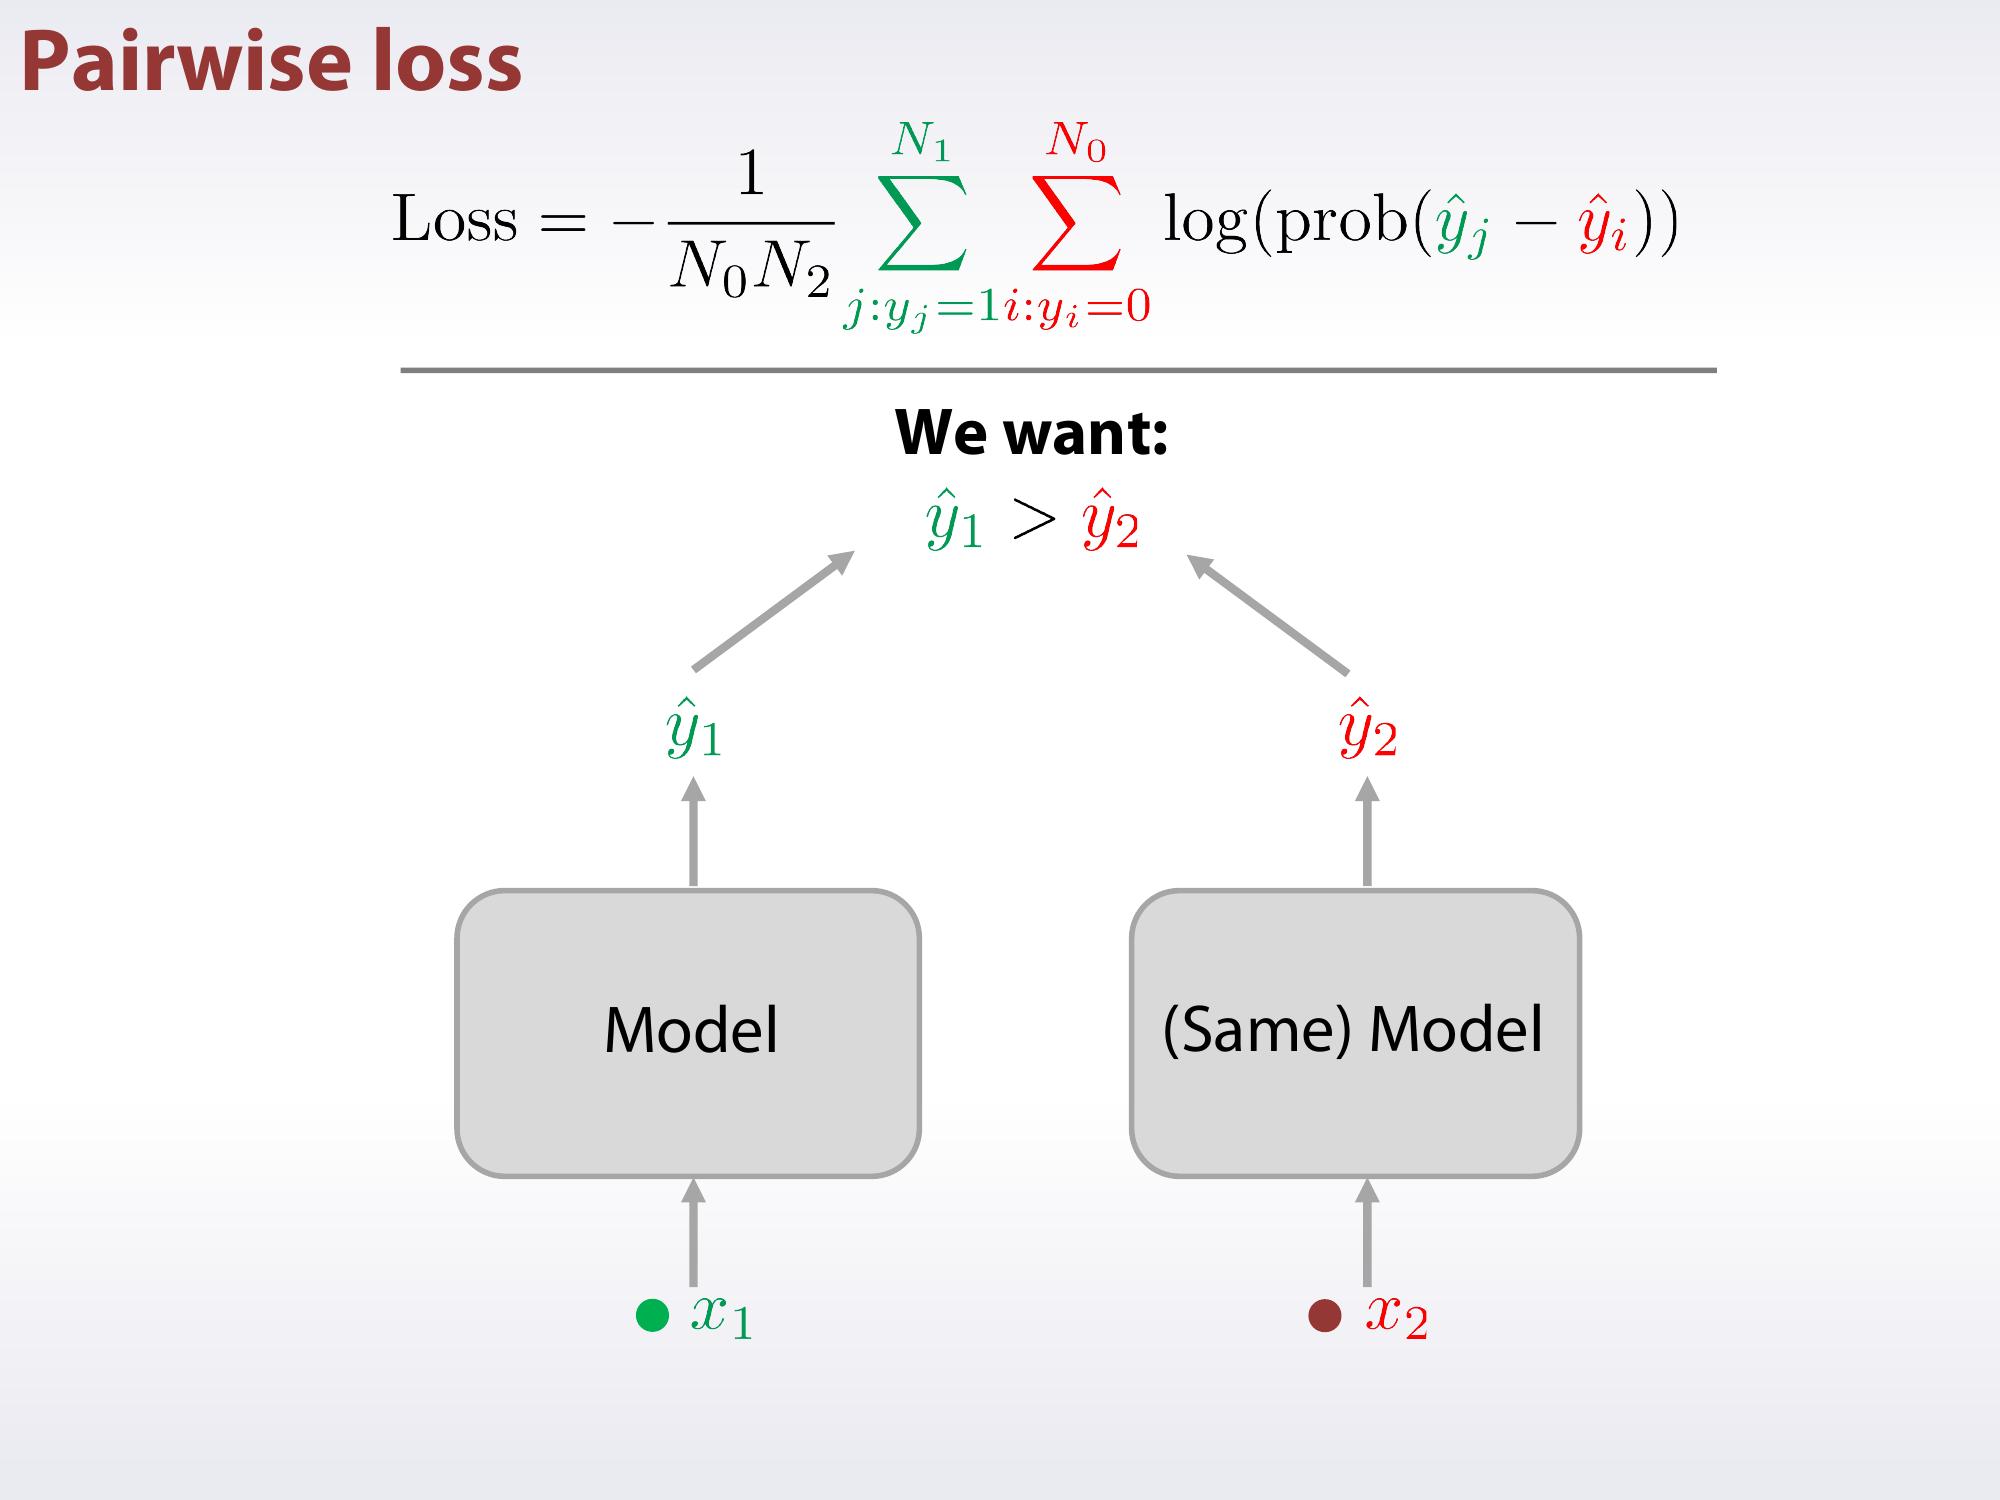 Pairwise loss
Loss = -\frac{1}{N_0 N_2} \sum_{j:y_j=1}^{N_1} \sum_{i:y_i=0}^{N_0} \log(\text{prob}(\hat{y}_j - \hat{y}_i))
We want:
\hat{y}_1 > \hat{y}_2
\hat{y}_1 \hat{y}_2
Model (Same) Model
x_1 x_2